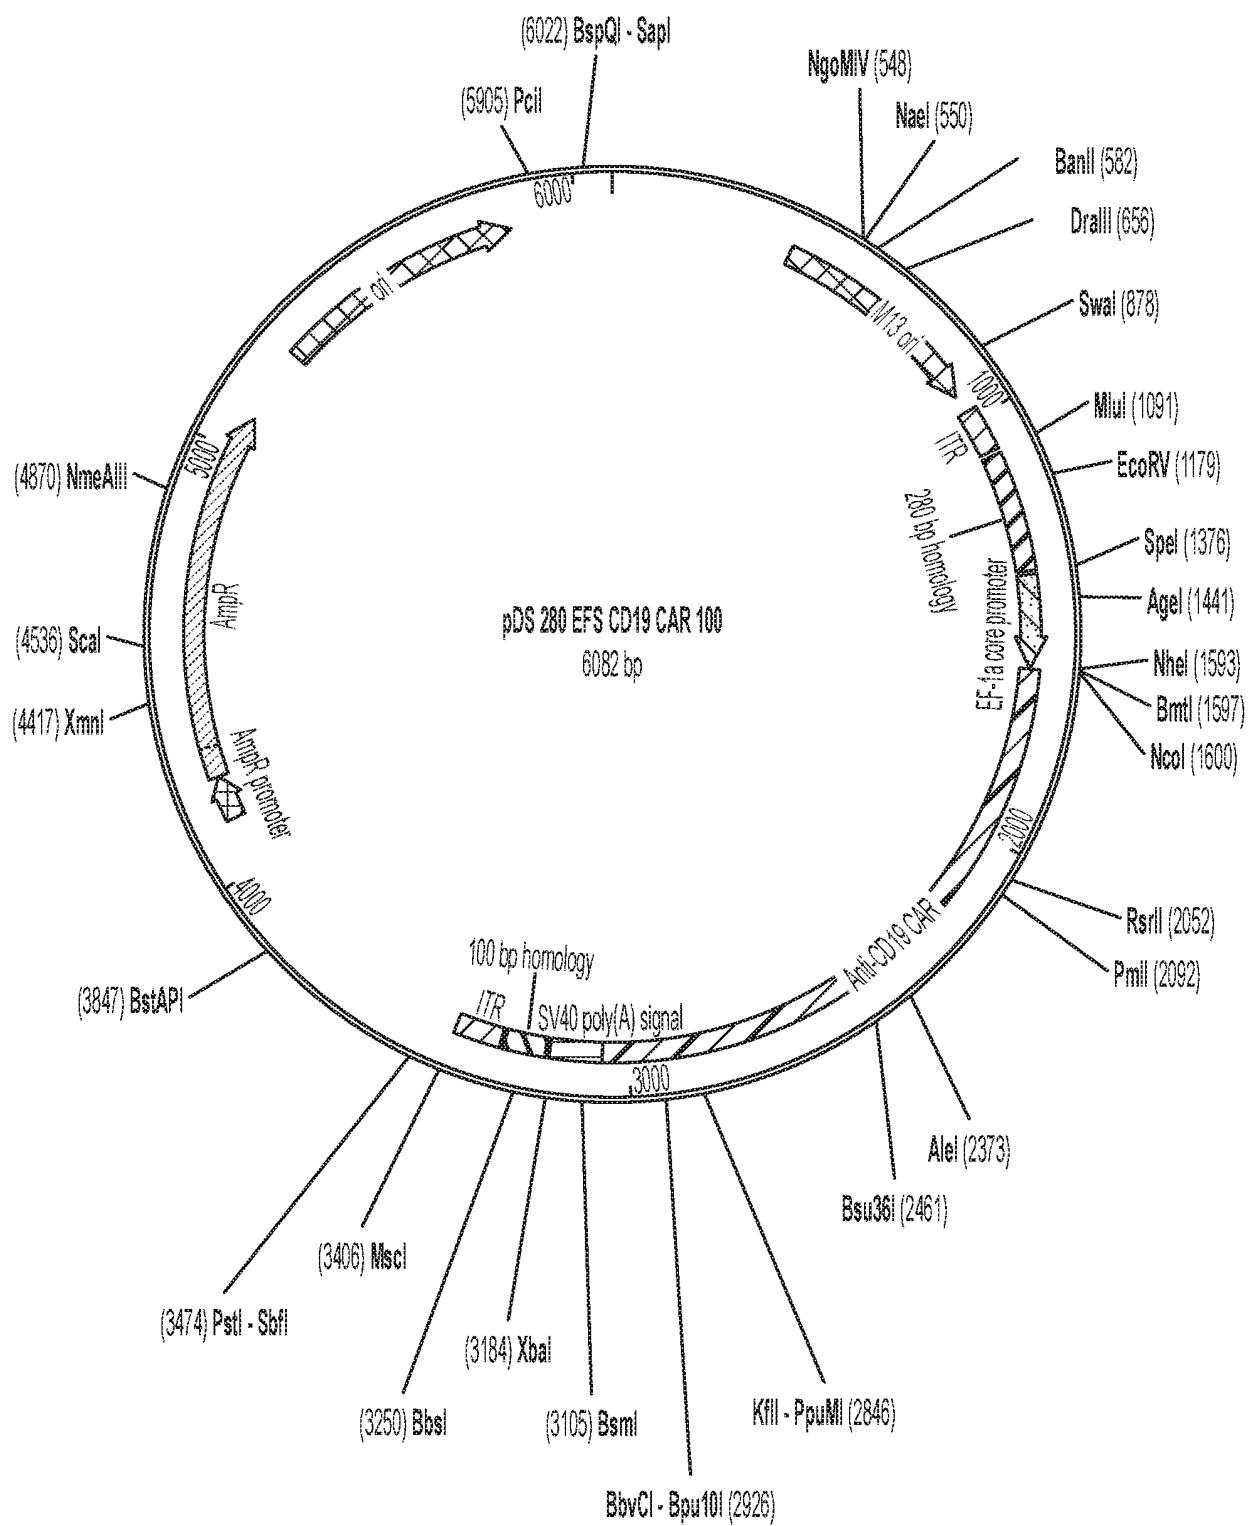 (6022) BspQI - SapI
NgoMIV (548)
(5905) PciI
NaeI (550)
BanII (582)
DraIII (656)
SwaI (878)
MluI (1091)
EcoRV (1179)
SpeI (1376)
AgeI (1441)
NheI (1593)
BmtI (1597)
NcoI (1600)
RsrII (2052)
PmlI (2092)
AleI (2373)
Bsu36I (2461)
KflI - PpuMI (2846)
BbvCI - Bpu10I (2926)
(3105) BsmI
(3184) XbaI
(3250) BbsI
(3406) MscI
(3474) PstI - SbfI
(3847) BstAPI
(4417) XmnI
(4536) ScaI
(4870) NmeAIII
6000
1000
2000
3000
4000
5000
ori
M13 ori
ITR
280 bp homology
EF-1a core promoter
Anti-CD19 CAR
SV40 poly(A) signal
100 bp homology
ITR
AmpR promoter
AmpR
pDS 280 EFS CD19 CAR 100
6082 bp